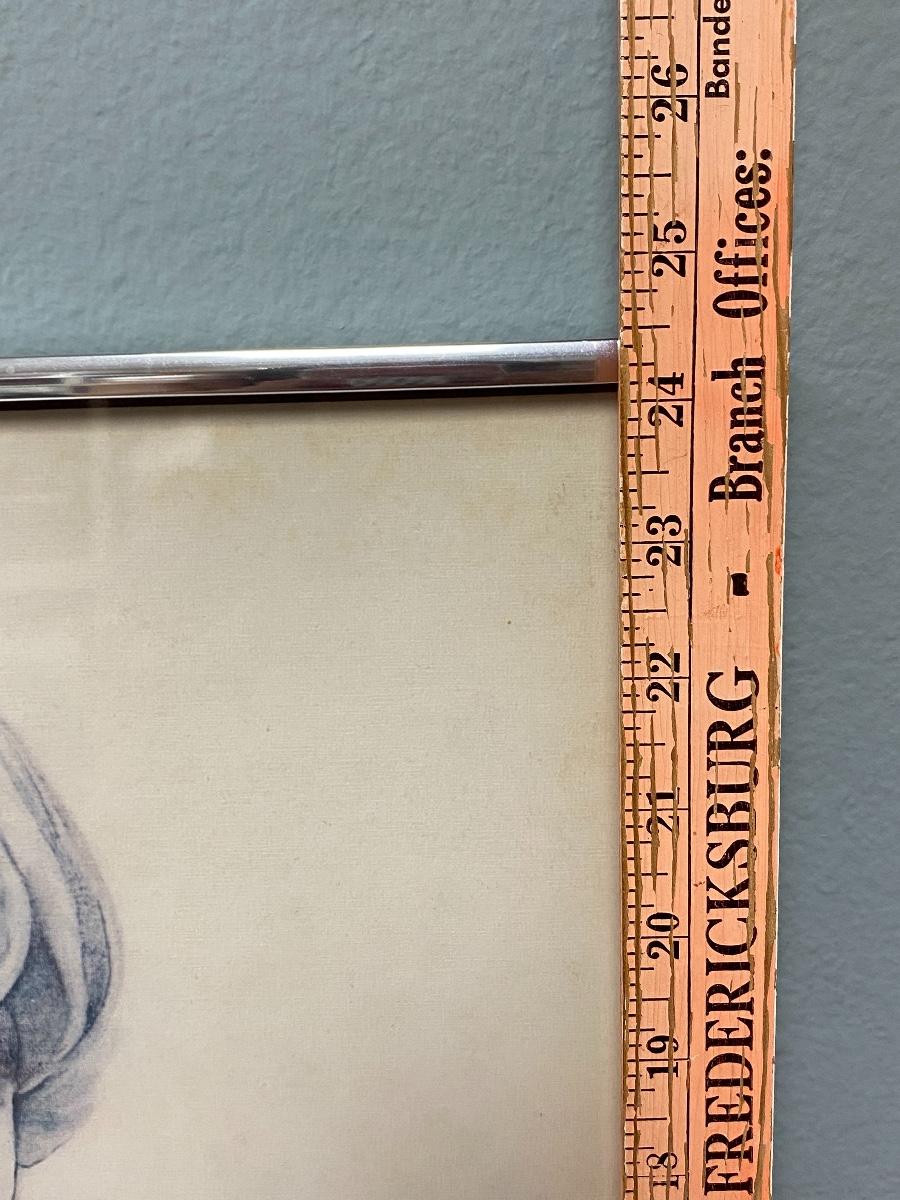 18 19 20 21 22 23 24 25 26
FREDERICKSBURG - Branch Offices: Bande